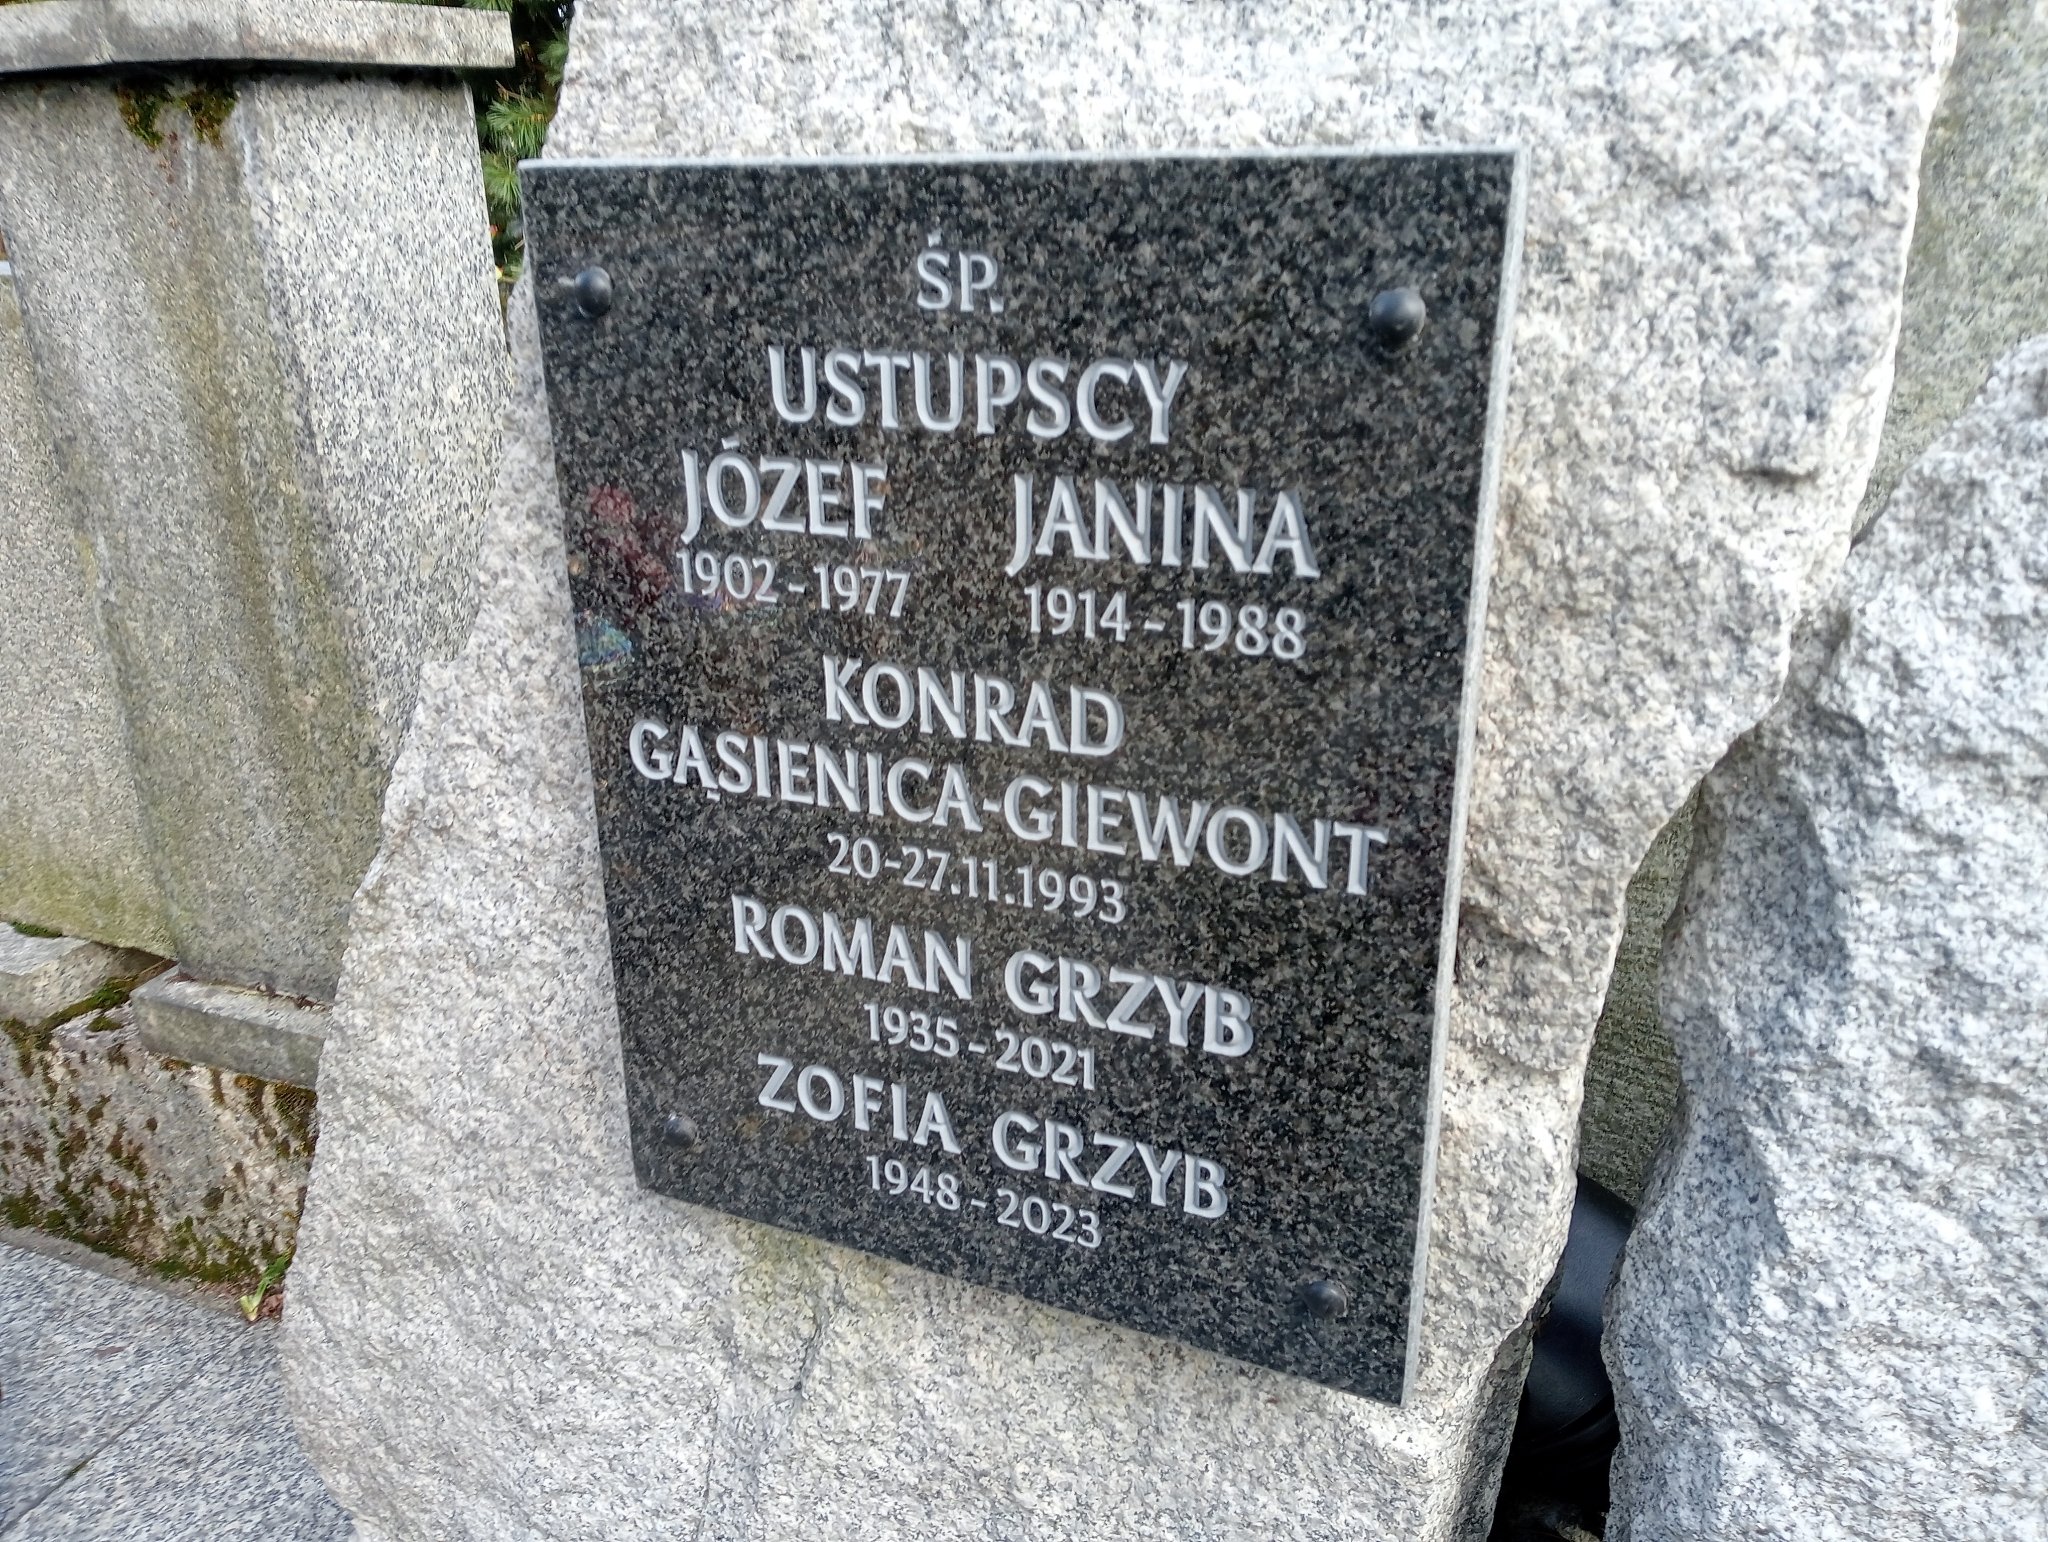 ŚP.
USTUPSCY
JÓZEF JANINA
1902-1977 1914-1988
KONRAD
GĄSIENICA-GIEWONT
20-27.11.1993
ROMAN GRZYB
1935-2021
ZOFIA GRZYB
1948-2023